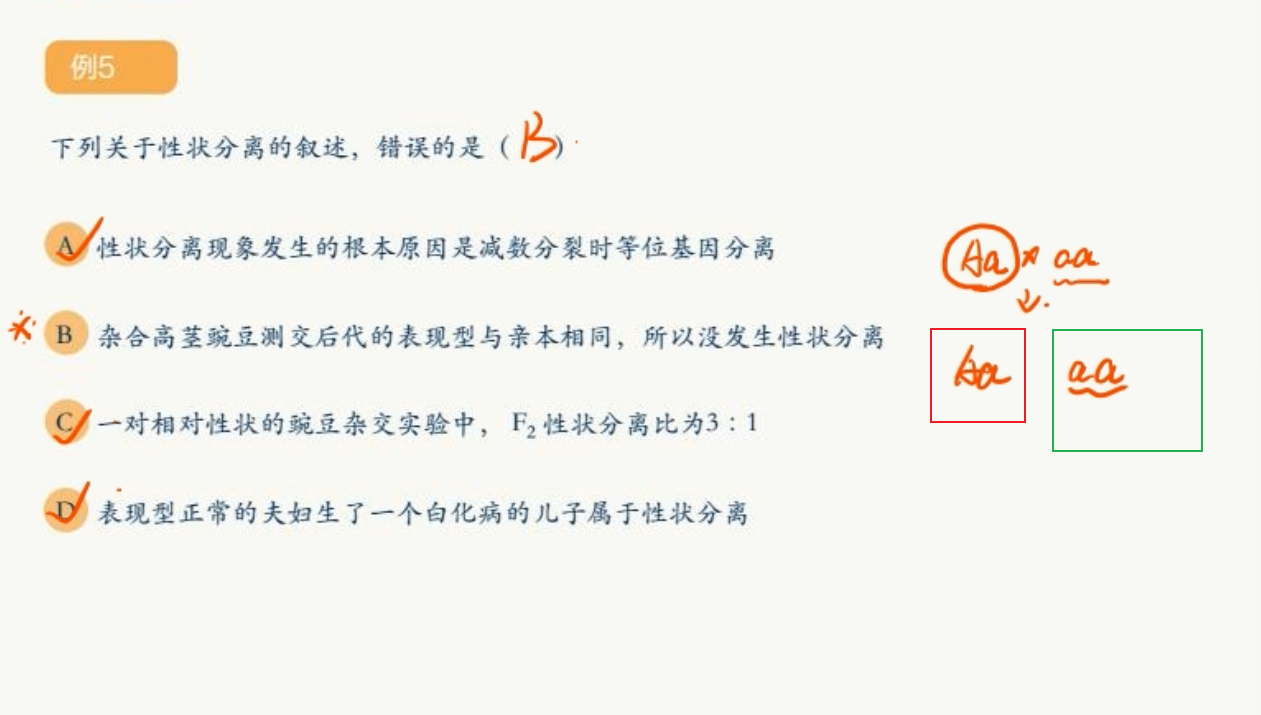 例5
下列关于性状分离的叙述，错误的是（ B ）
A 性状分离现象发生的根本原因是减数分裂时等位基因分离
B 杂合高茎豌豆测交后代的表现型与亲本相同，所以没发生性状分离
C 一对相对性状的豌豆杂交实验中， F₂ 性状分离比为3：1
D 表现型正常的夫妇生了一个白化病的儿子属于性状分离
Aa × aa
↓
Aa aa